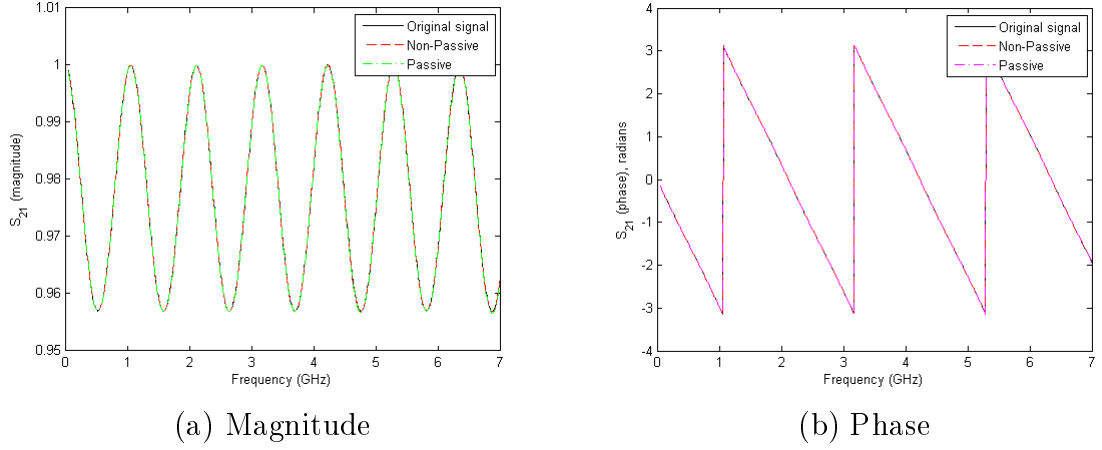 1.01
1
0.99
0.98
0.97
0.96
0.95
S21 (magnitude)
Original signal
Non-Passive
Passive
0 1 2 3 4 5 6 7
Frequency (GHz)
(a) Magnitude
4
3
2
1
0
-1
-2
-3
-4
S21 (phase), radians
Original signal
Non-Passive
Passive
0 1 2 3 4 5 6 7
Frequency (GHz)
(b) Phase